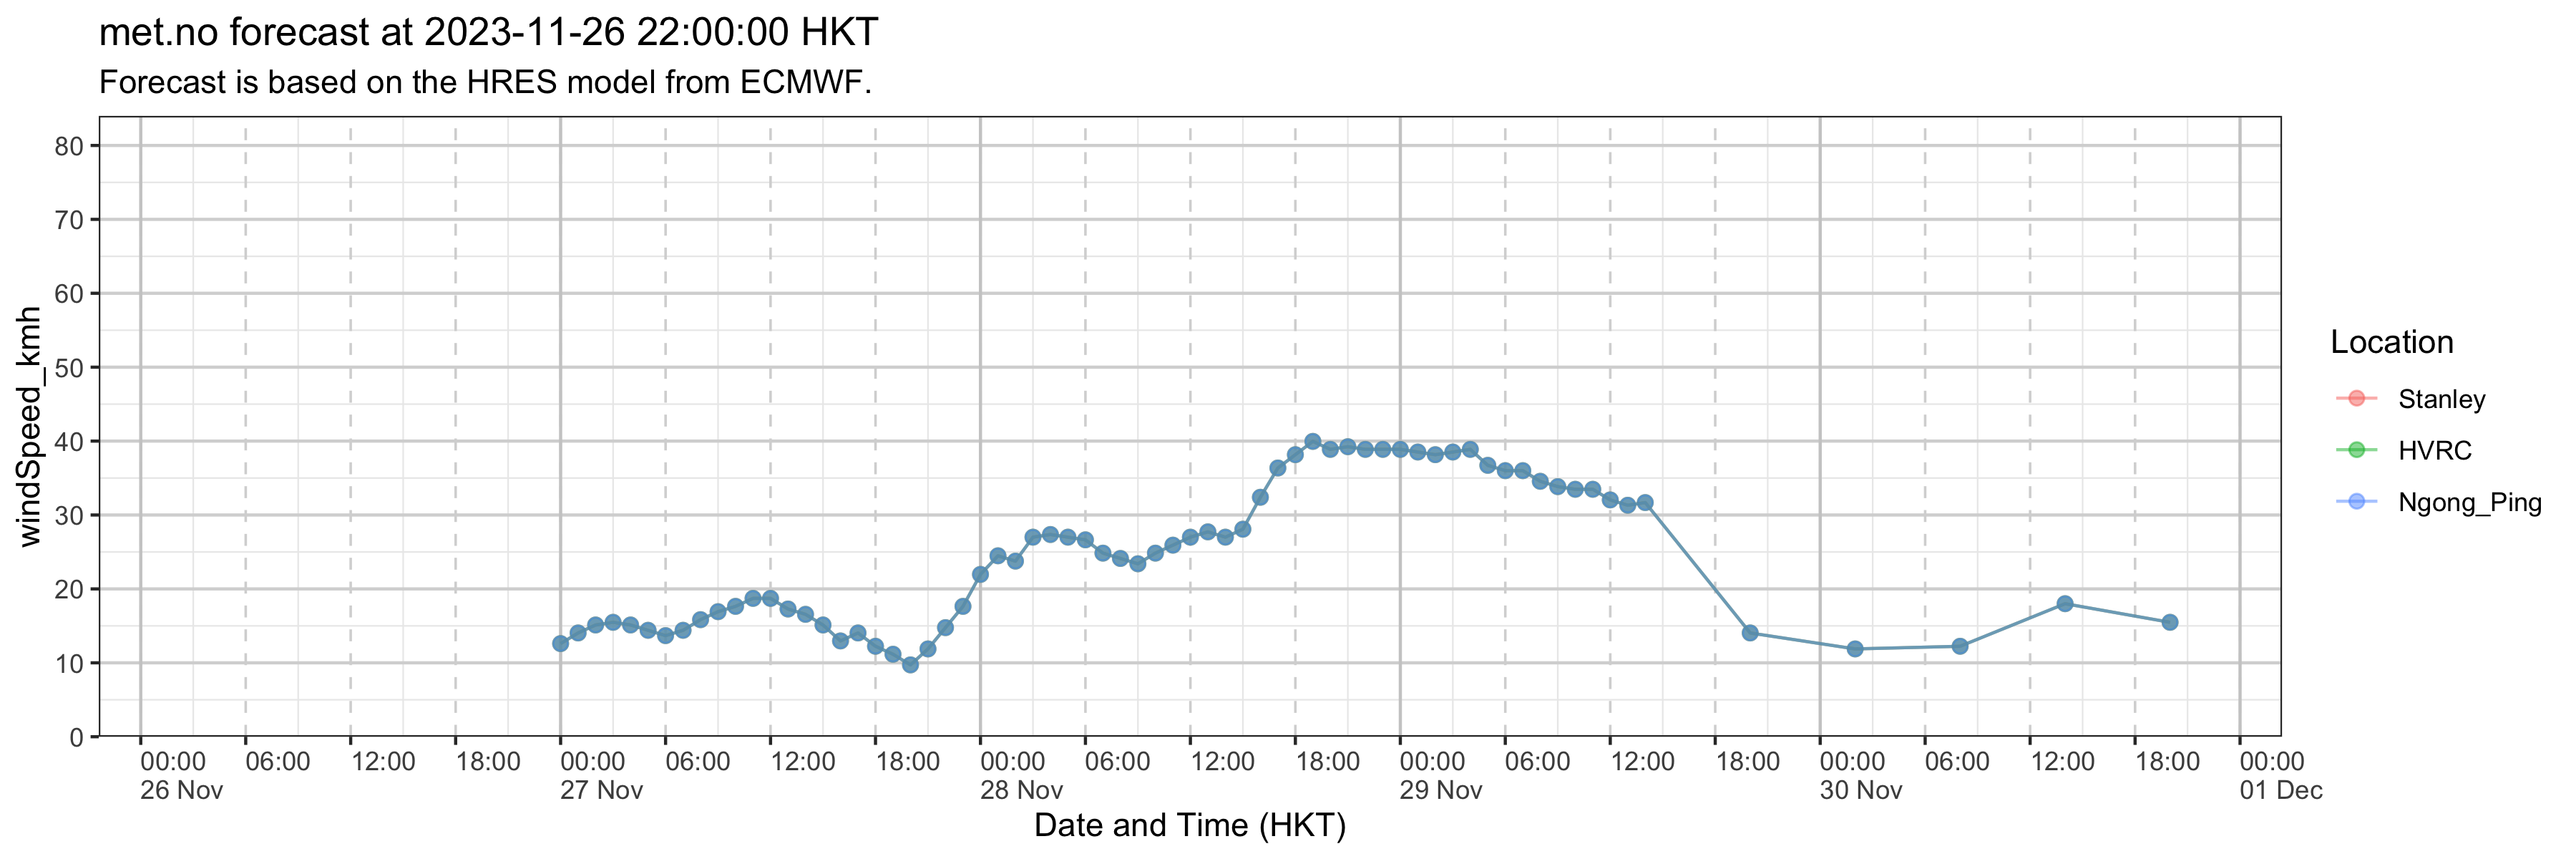 met.no forecast at 2023-11-26 22:00:00 HKT
Forecast is based on the HRES model from ECMWF.
windSpeed_kmh
80
70
60
50
40
30
20
10
0
00:00 06:00 12:00 18:00 00:00 06:00 12:00 18:00 00:00 06:00 12:00 18:00 00:00 06:00 12:00 18:00 00:00 06:00 12:00 18:00 00:00
26 Nov 27 Nov 28 Nov 29 Nov 30 Nov 01 Dec
Date and Time (HKT)
Location
Stanley
HVRC
Ngong_Ping